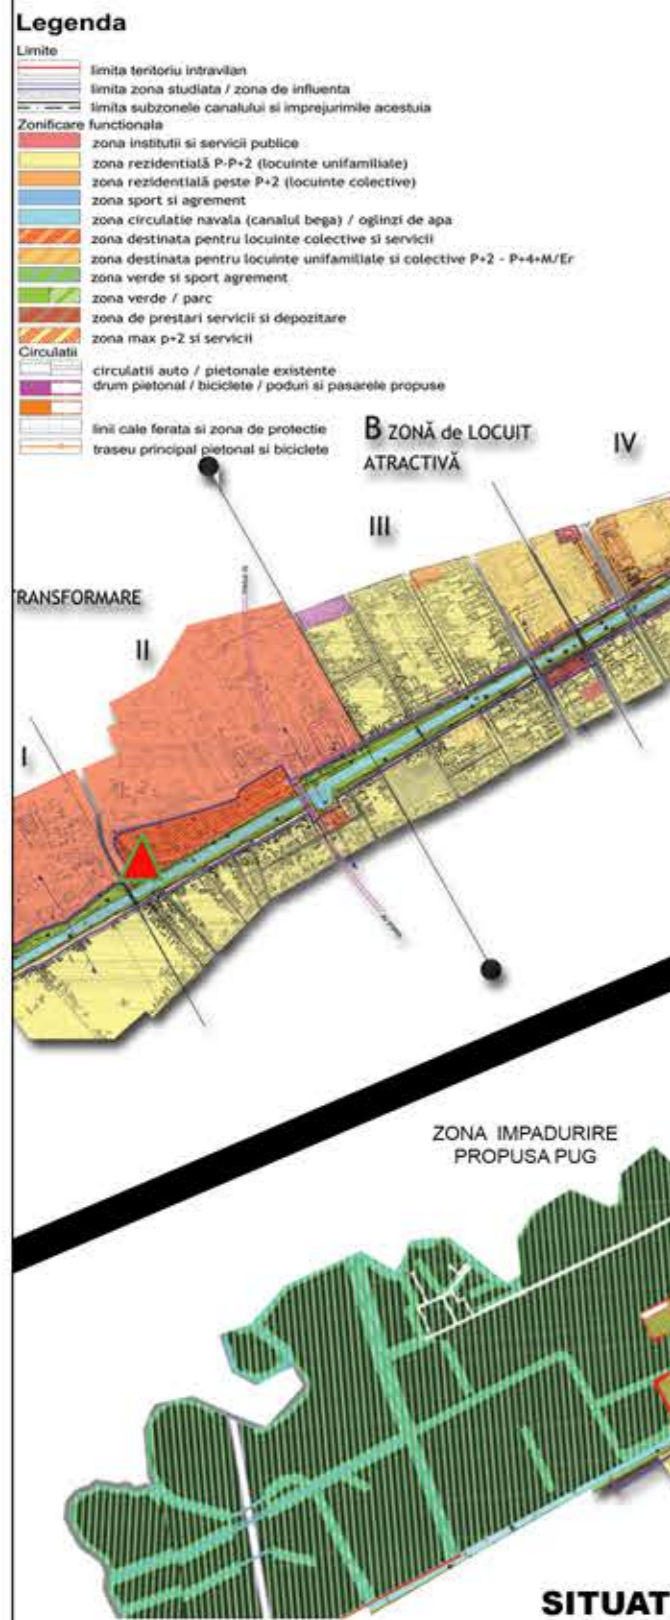 Legenda
Limite
limita teritoriu intravilan
limita zona studiata / zona de influenta
limita subzonele canalului si imprejurimile acestuia
Zonificare functionala
zona institutii si servicii publice
zona rezidentială P-P+2 (locuinte unifamiliale)
zona rezidentială peste P+2 (locuinte colective)
zona sport si agrement
zona circulatie navala (canalul bega) / oglinzi de apa
zona destinata pentru locuinte colective si servicii
zona destinata pentru locuinte unifamiliale si colective P+2 - P+4+M/Er
zona verde si sport agrement
zona verde / parc
zona de prestari servicii si depozitare
zona max p+2 si servicii
Circulatii
circulatii auto / pietonale existente
drum pietonal / biciclete / poduri si pasarele propuse
linii cale ferata si zona de protectie
traseu principal pietonal si biciclete
B ZONĂ de LOCUIT
ATRACTIVĂ
IV
III
TRANSFORMARE
II
I
ZONA IMPADURIRE
PROPUSA PUG
SITUAT